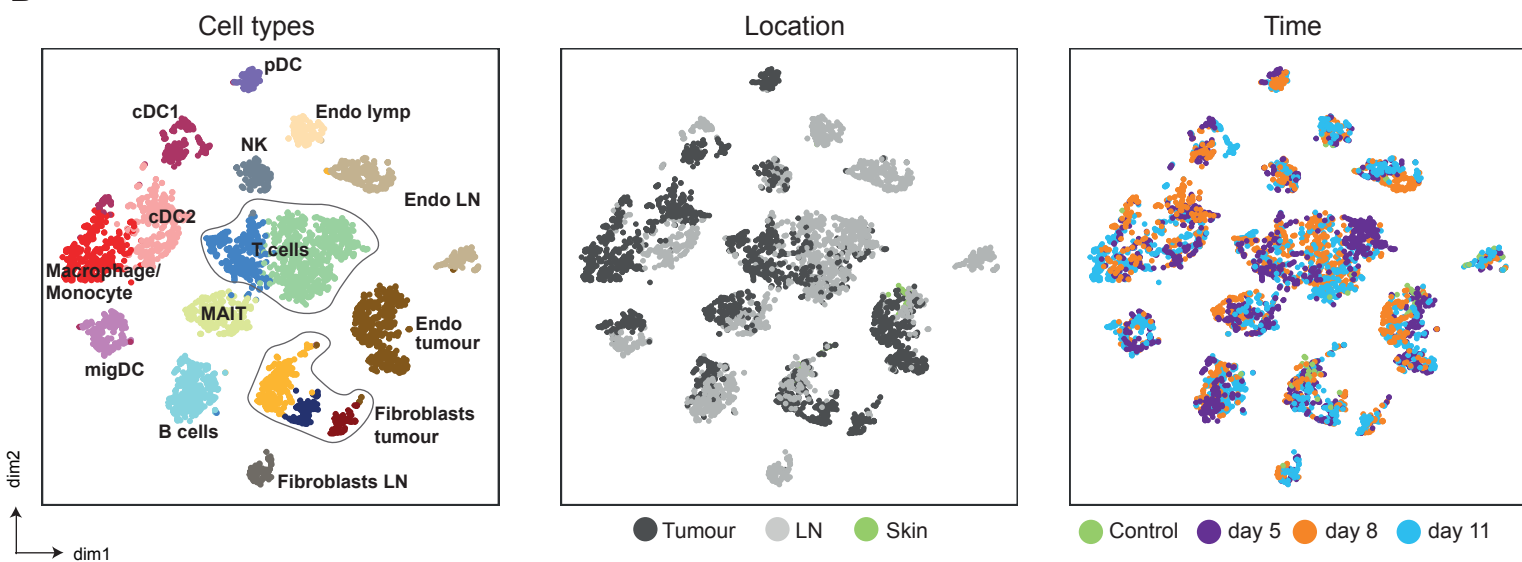 Cell types
Location
Time
pDC
cDC1
Endo lymp
NK
Endo LN
cDC2
T cells
Macrophage/
Monocyte
MAIT
Endo
tumour
migDC
Fibroblasts
tumour
B cells
Fibroblasts LN
dim2
dim1
Tumour
LN
Skin
Control
day 5
day 8
day 11